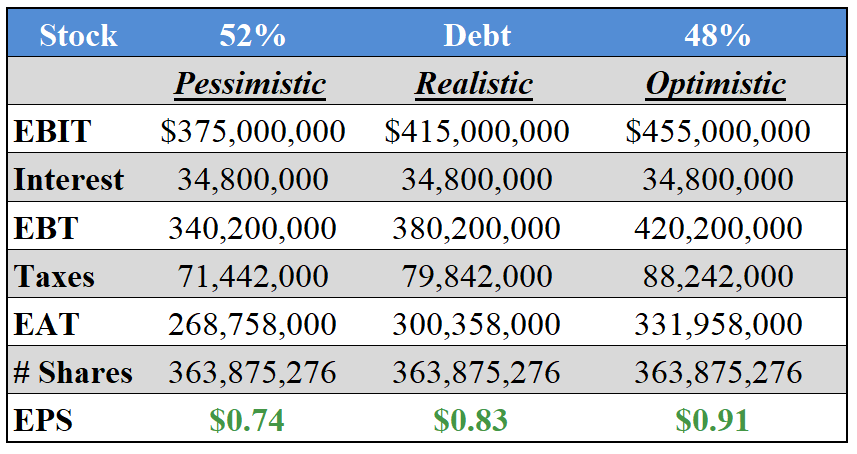 Stock 52% Debt 48%
Pessimistic Realistic Optimistic
EBIT $375,000,000 $415,000,000 $455,000,000
Interest 34,800,000 34,800,000 34,800,000
EBT 340,200,000 380,200,000 420,200,000
Taxes 71,442,000 79,842,000 88,242,000
EAT 268,758,000 300,358,000 331,958,000
# Shares 363,875,276 363,875,276 363,875,276
EPS $0.74 $0.83 $0.91